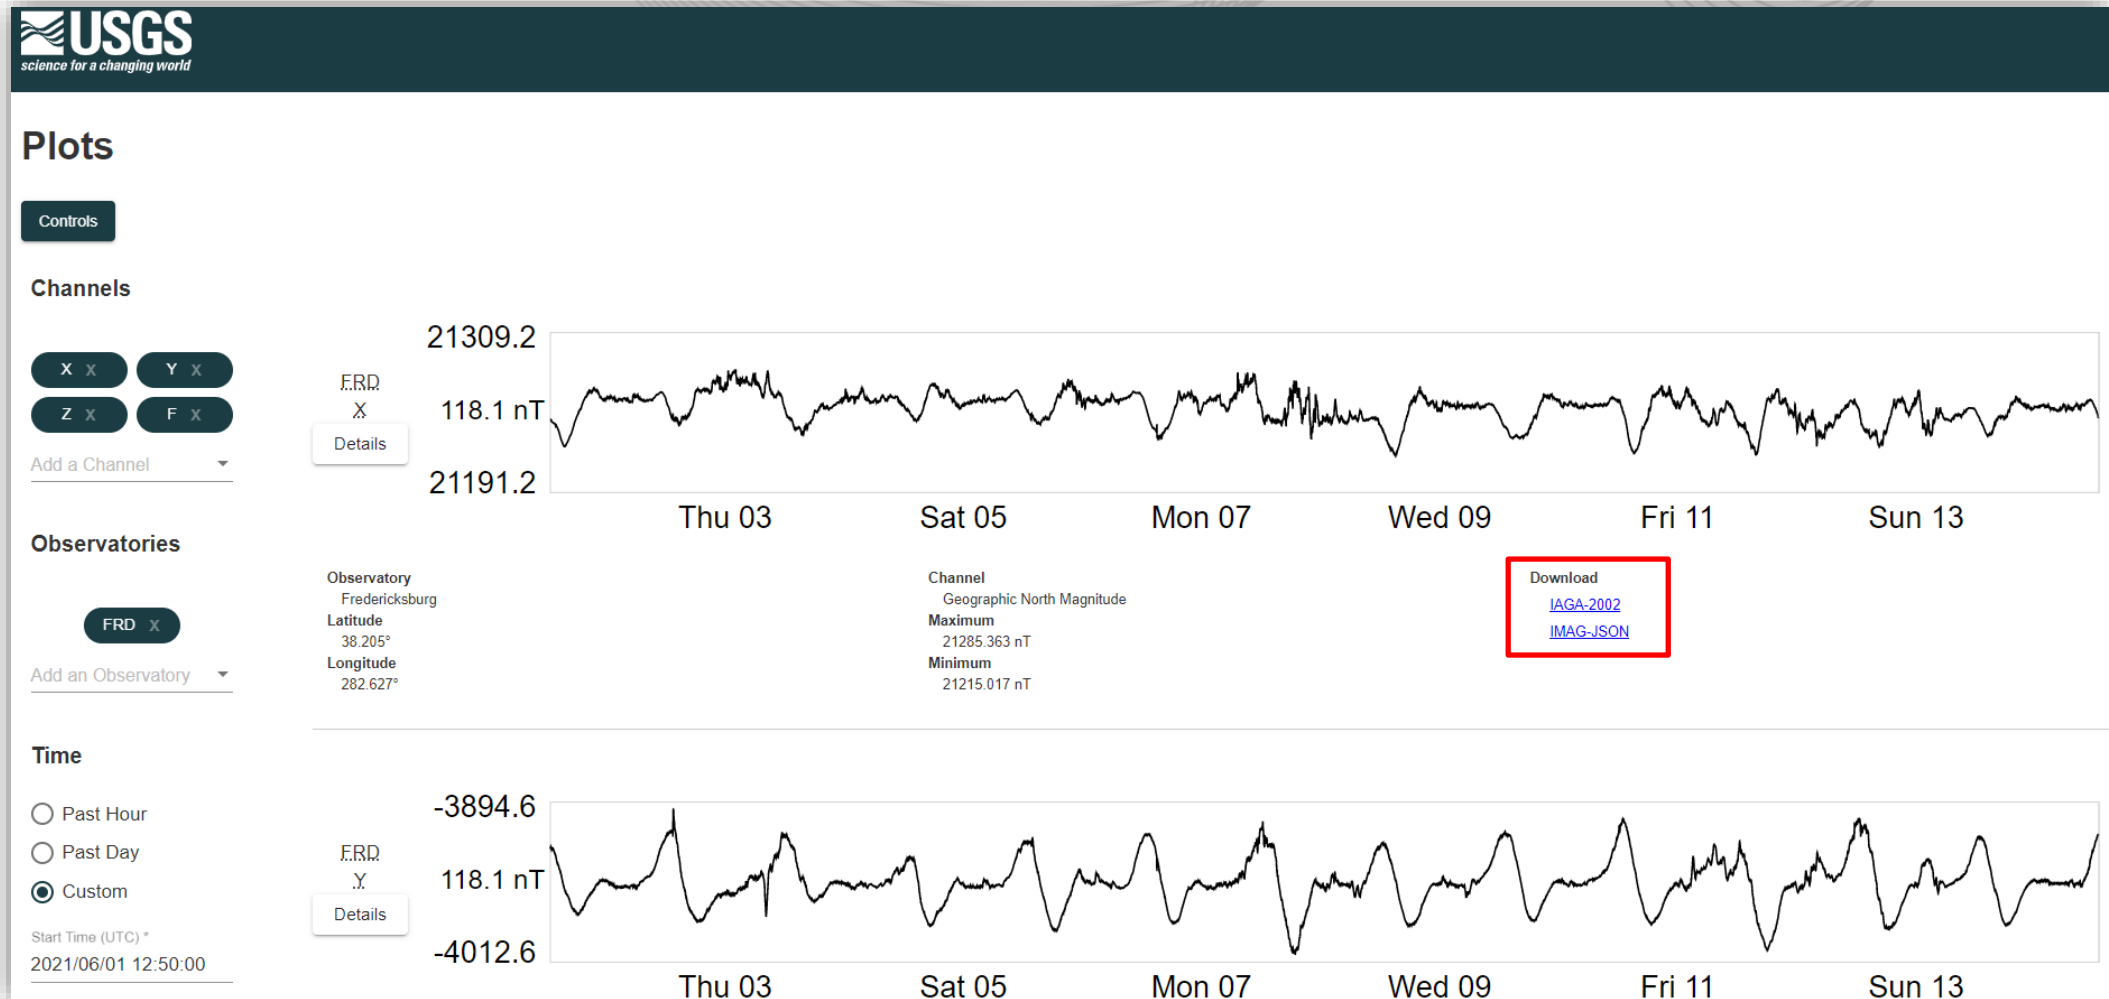 USGS
science for a changing world
Plots
Controls
Channels
X x
Y x
Z x
F x
Add a Channel
Observatories
FRD x
Add an Observatory
Time
Past Hour
Past Day
Custom
Start Time (UTC) *
2021/06/01 12:50:00
FRD
X
Details
21309.2
118.1 nT
21191.2
Thu 03
Sat 05
Mon 07
Wed 09
Fri 11
Sun 13
Observatory
Fredericksburg
Latitude
38.205°
Longitude
282.627°
Channel
Geographic North Magnitude
Maximum
21285.363 nT
Minimum
21215.017 nT
Download
IAGA-2002
IMAG-JSON
FRD
Y
Details
-3894.6
118.1 nT
-4012.6
Thu 03
Sat 05
Mon 07
Wed 09
Fri 11
Sun 13